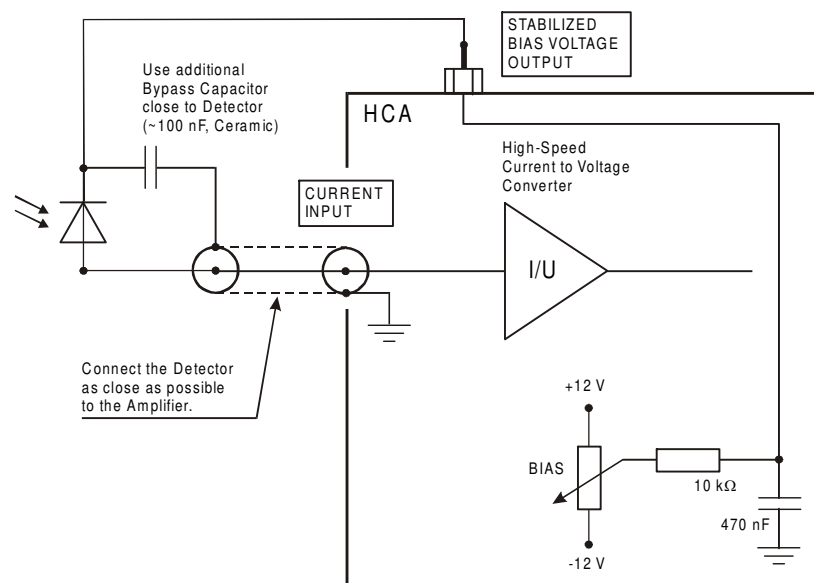 STABILIZED
BIAS VOLTAGE
OUTPUT
Use additional
Bypass Capacitor
close to Detector
(~100 nF, Ceramic)
HCA
High-Speed
Current to Voltage
Converter
CURRENT
INPUT
I/U
Connect the Detector
as close as possible
to the Amplifier.
+12 V
BIAS
10 kΩ
470 nF
-12 V